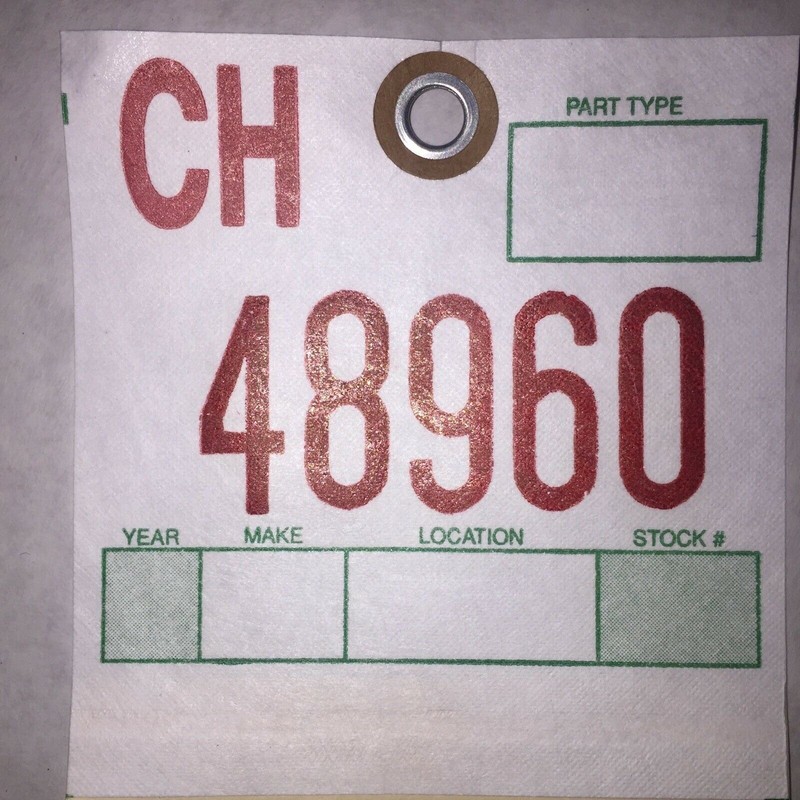 CH
PART TYPE
48960
YEAR MAKE LOCATION STOCK #